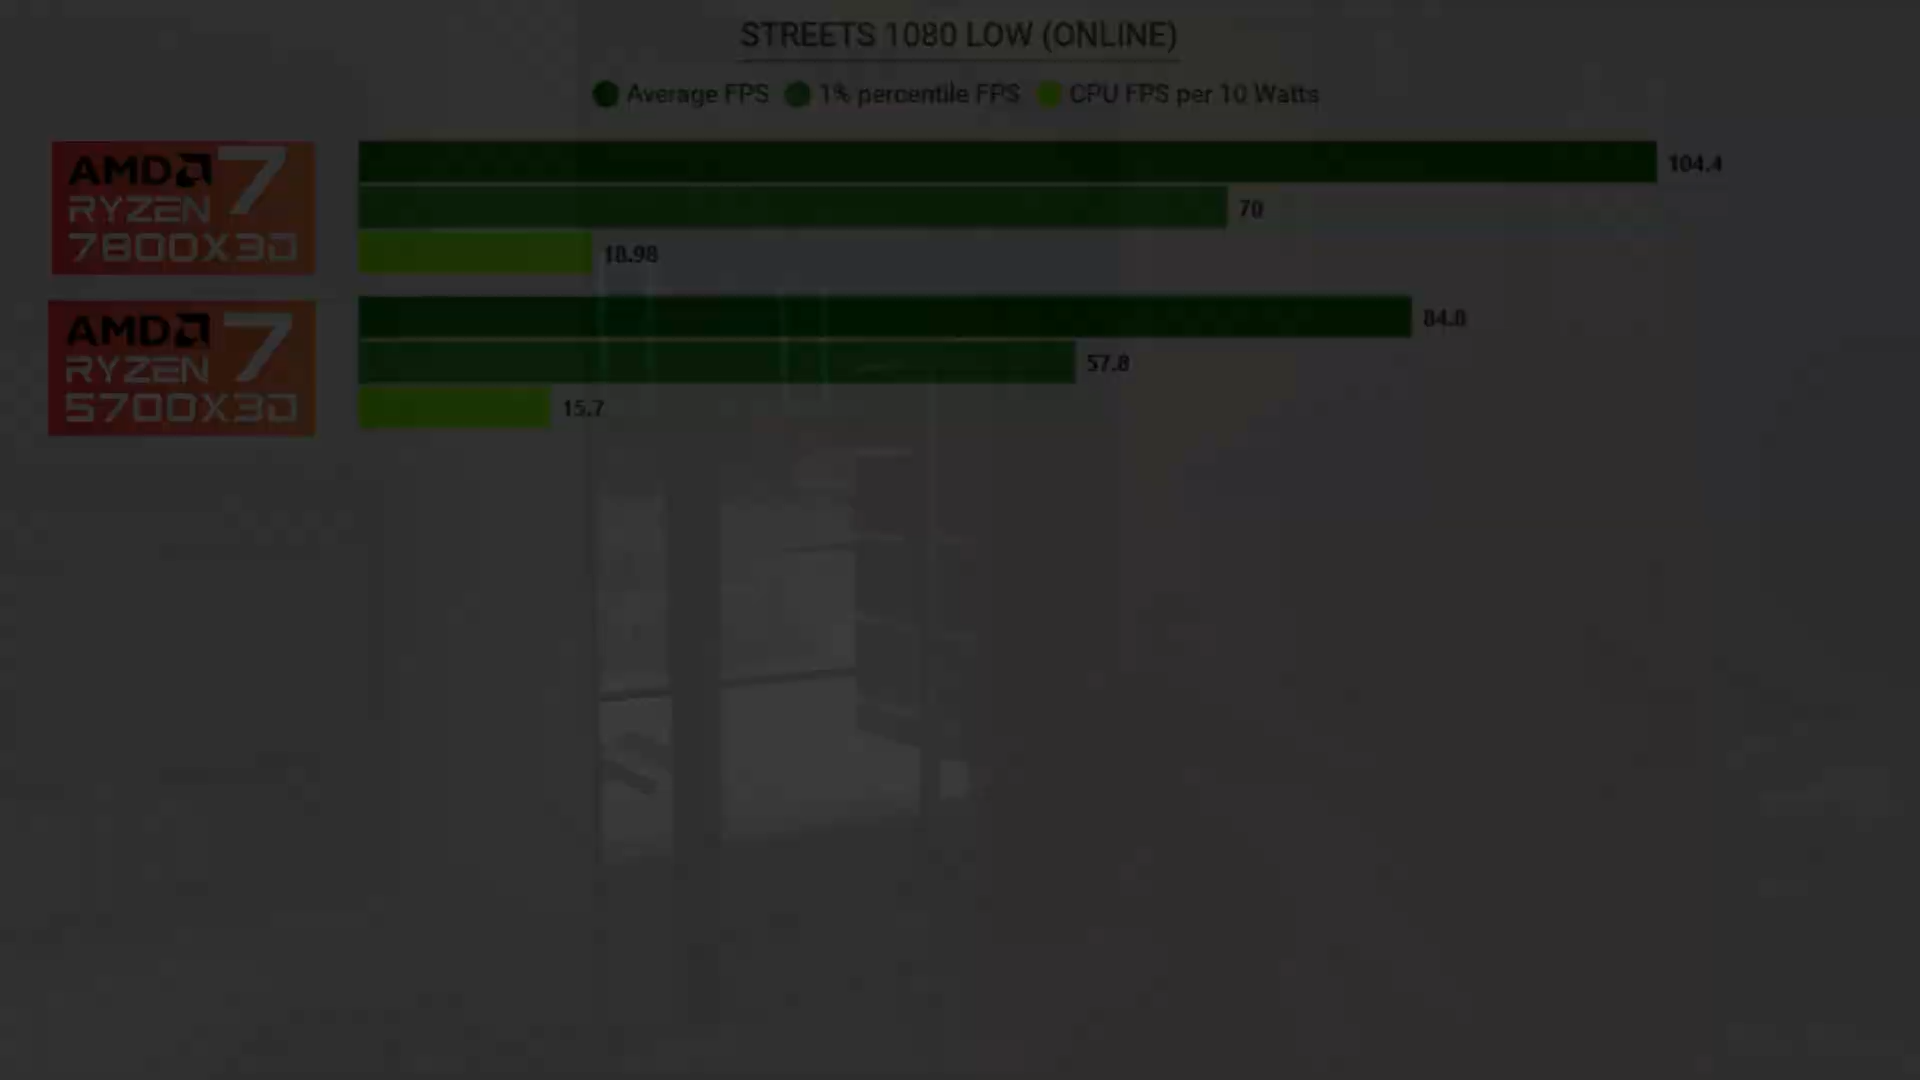 STREETS 1080 LOW (ONLINE)
Average FPS 1% percentile FPS CPU FPS per 10 Watts
AMD 7
RYZEN
7800X3D
104.4
70
18.98
AMD 7
RYZEN
5700X3D
84.8
57.8
15.7